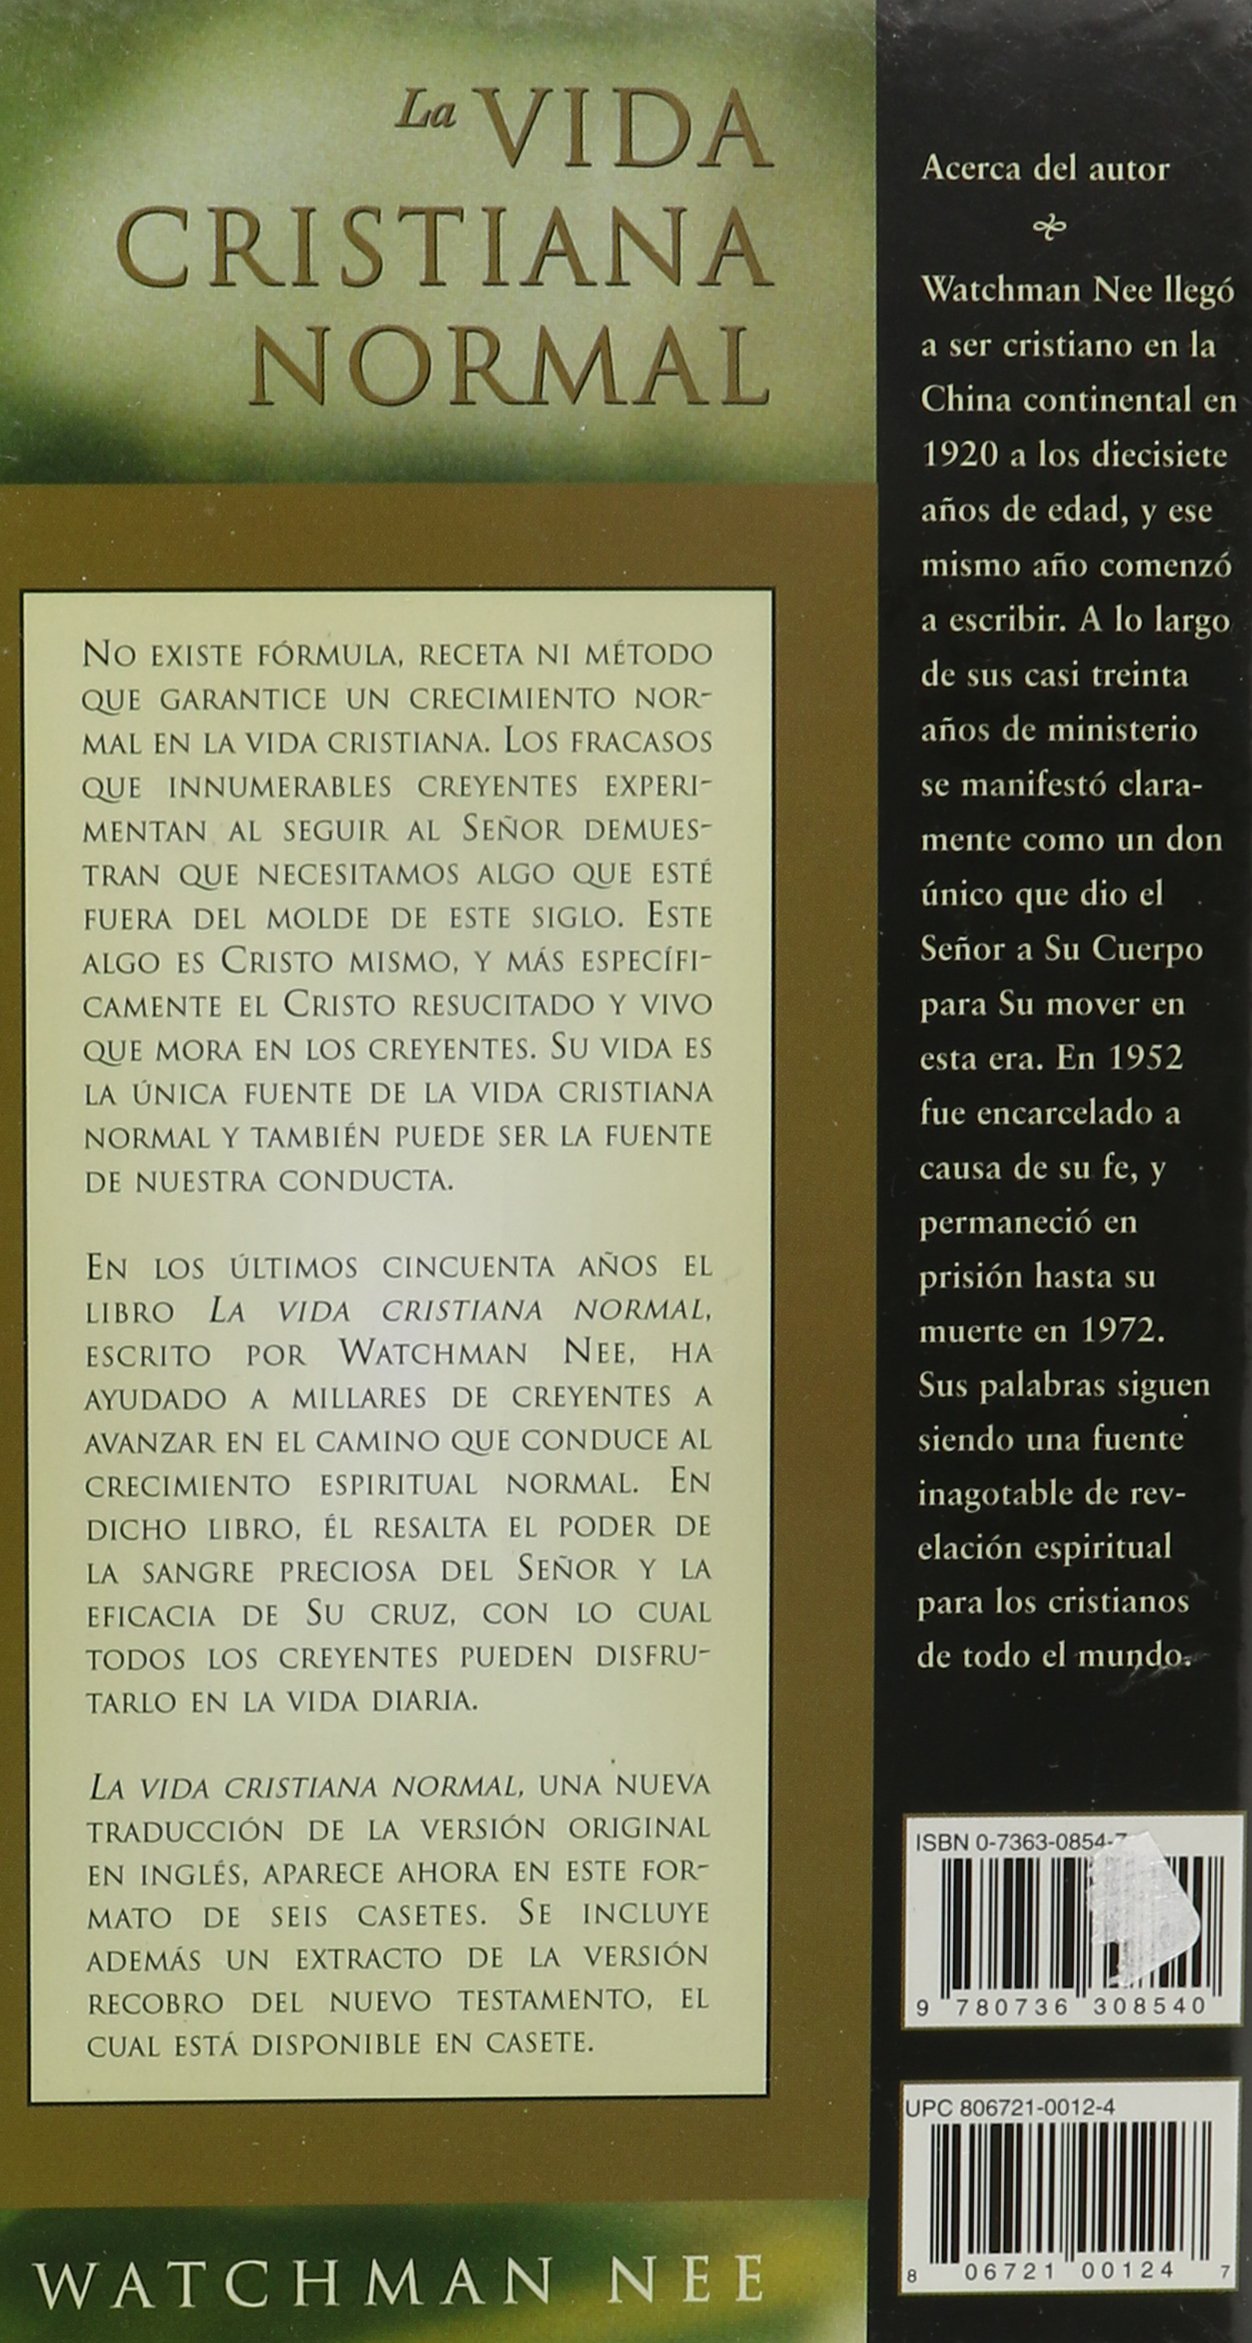 La VIDA
CRISTIANA
NORMAL
NO EXISTE FÓRMULA, RECETA NI MÉTODO
QUE GARANTICE UN CRECIMIENTO NOR-
MAL EN LA VIDA CRISTIANA. LOS FRACASOS
QUE INNUMERABLES CREYENTES EXPERI-
MENTAN AL SEGUIR AL SEÑOR DEMUES-
TRAN QUE NECESITAMOS ALGO QUE ESTÉ
FUERA DEL MOLDE DE ESTE SIGLO. ESTE
ALGO ES CRISTO MISMO, Y MÁS ESPECÍFI-
CAMENTE EL CRISTO RESUCITADO Y VIVO
QUE MORA EN LOS CREYENTES. SU VIDA ES
LA ÚNICA FUENTE DE LA VIDA CRISTIANA
NORMAL Y TAMBIÉN PUEDE SER LA FUENTE
DE NUESTRA CONDUCTA.
EN LOS ÚLTIMOS CINCUENTA AÑOS EL
LIBRO LA VIDA CRISTIANA NORMAL,
ESCRITO POR WATCHMAN NEE, HA
AYUDADO A MILLARES DE CREYENTES A
AVANZAR EN EL CAMINO QUE CONDUCE AL
CRECIMIENTO ESPIRITUAL NORMAL. EN
DICHO LIBRO, ÉL RESALTA EL PODER DE
LA SANGRE PRECIOSA DEL SEÑOR Y LA
EFICACIA DE SU CRUZ, CON LO CUAL
TODOS LOS CREYENTES PUEDEN DISFRU-
TARLO EN LA VIDA DIARIA.
LA VIDA CRISTIANA NORMAL, UNA NUEVA
TRADUCCIÓN DE LA VERSIÓN ORIGINAL
EN INGLÉS, APARECE AHORA EN ESTE FOR-
MATO DE SEIS CASETES. SE INCLUYE
ADEMÁS UN EXTRACTO DE LA VERSIÓN
RECOBRO DEL NUEVO TESTAMENTO, EL
CUAL ESTÁ DISPONIBLE EN CASETE.
WATCHMAN NEE
Acerca del autor
Watchman Nee llegó
a ser cristiano en la
China continental en
1920 a los diecisiete
años de edad, y ese
mismo año comenzó
a escribir. A lo largo
de sus casi treinta
años de ministerio
se manifestó clara-
mente como un don
único que dio el
Señor a Su Cuerpo
para Su mover en
esta era. En 1952
fue encarcelado a
causa de su fe, y
permaneció en
prisión hasta su
muerte en 1972.
Sus palabras siguen
siendo una fuente
inagotable de rev-
elación espiritual
para los cristianos
de todo el mundo.
ISBN 0-7363-0854-7
9 780736 308540
UPC 806721-0012-4
8 06721 00124 7